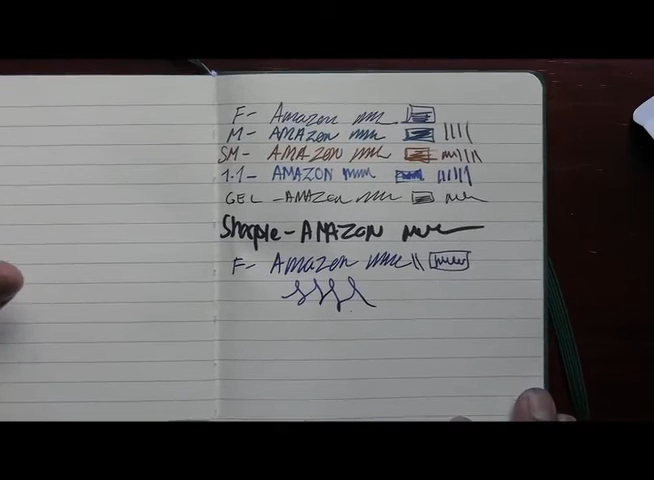 F- Amazon
M- AMAZON
SM- AMAZON
1.1- AMAZON
GEL -AMAZON
Sharpie- AMAZON
F- Amazon